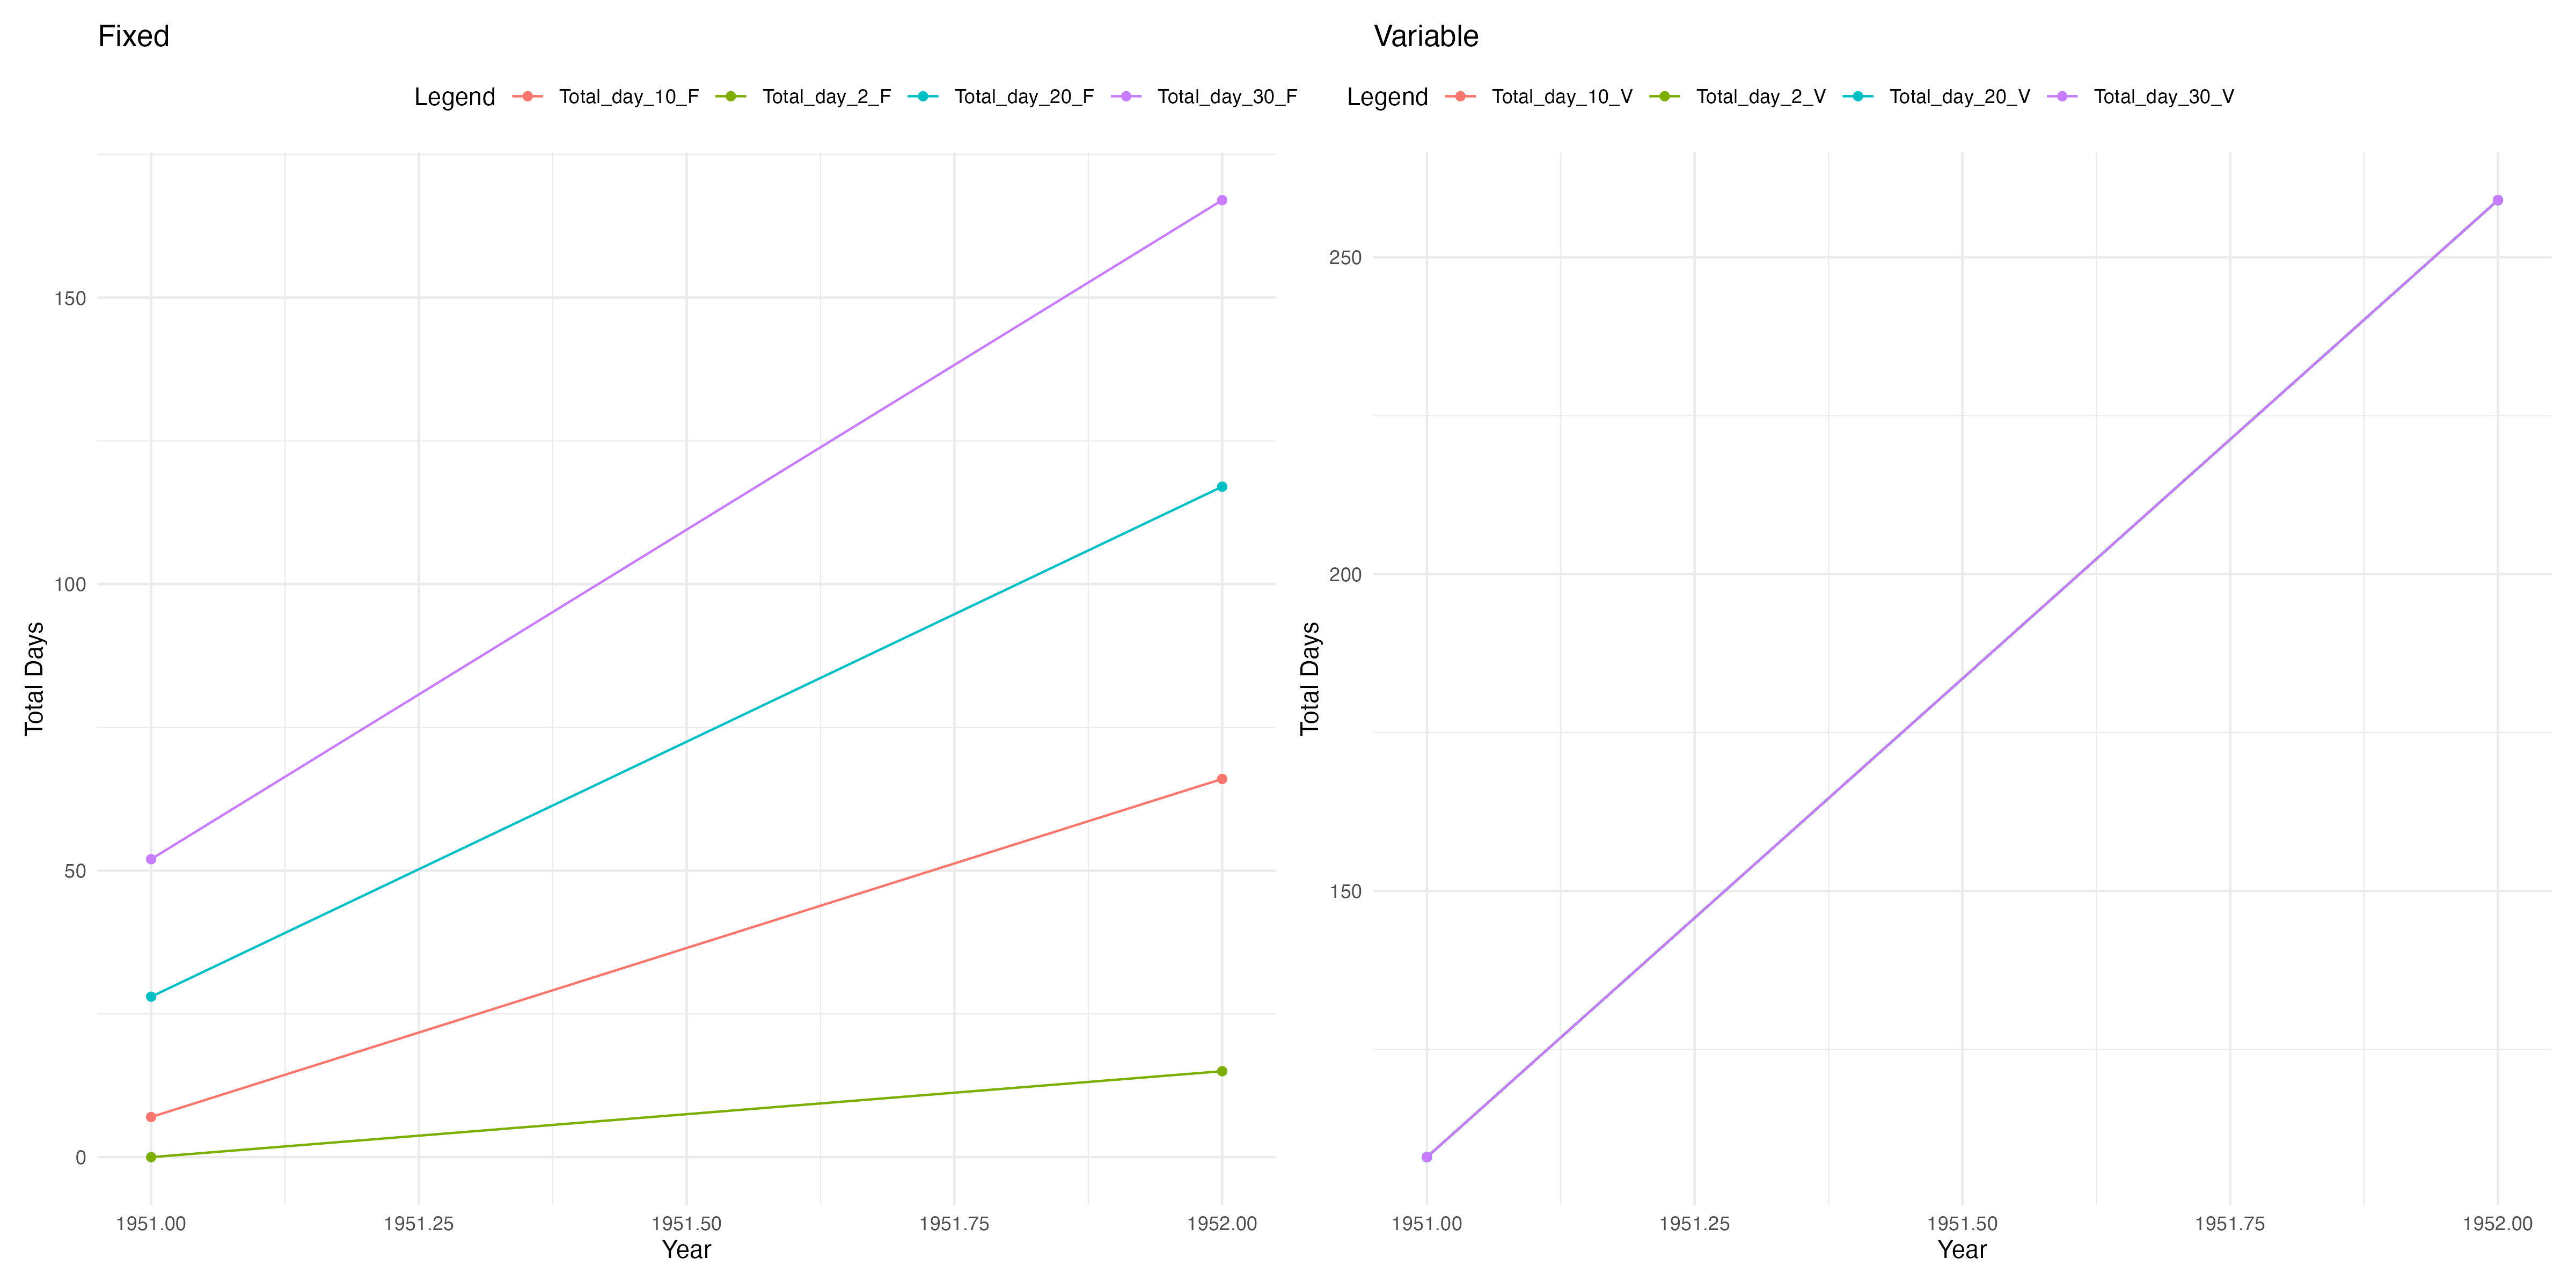 Fixed
Legend Total_day_10_F Total_day_2_F Total_day_20_F Total_day_30_F
150
100
50
0
Total Days
1951.00 1951.25 1951.50 1951.75 1952.00
Year
Variable
Legend Total_day_10_V Total_day_2_V Total_day_20_V Total_day_30_V
250
200
150
Total Days
1951.00 1951.25 1951.50 1951.75 1952.00
Year